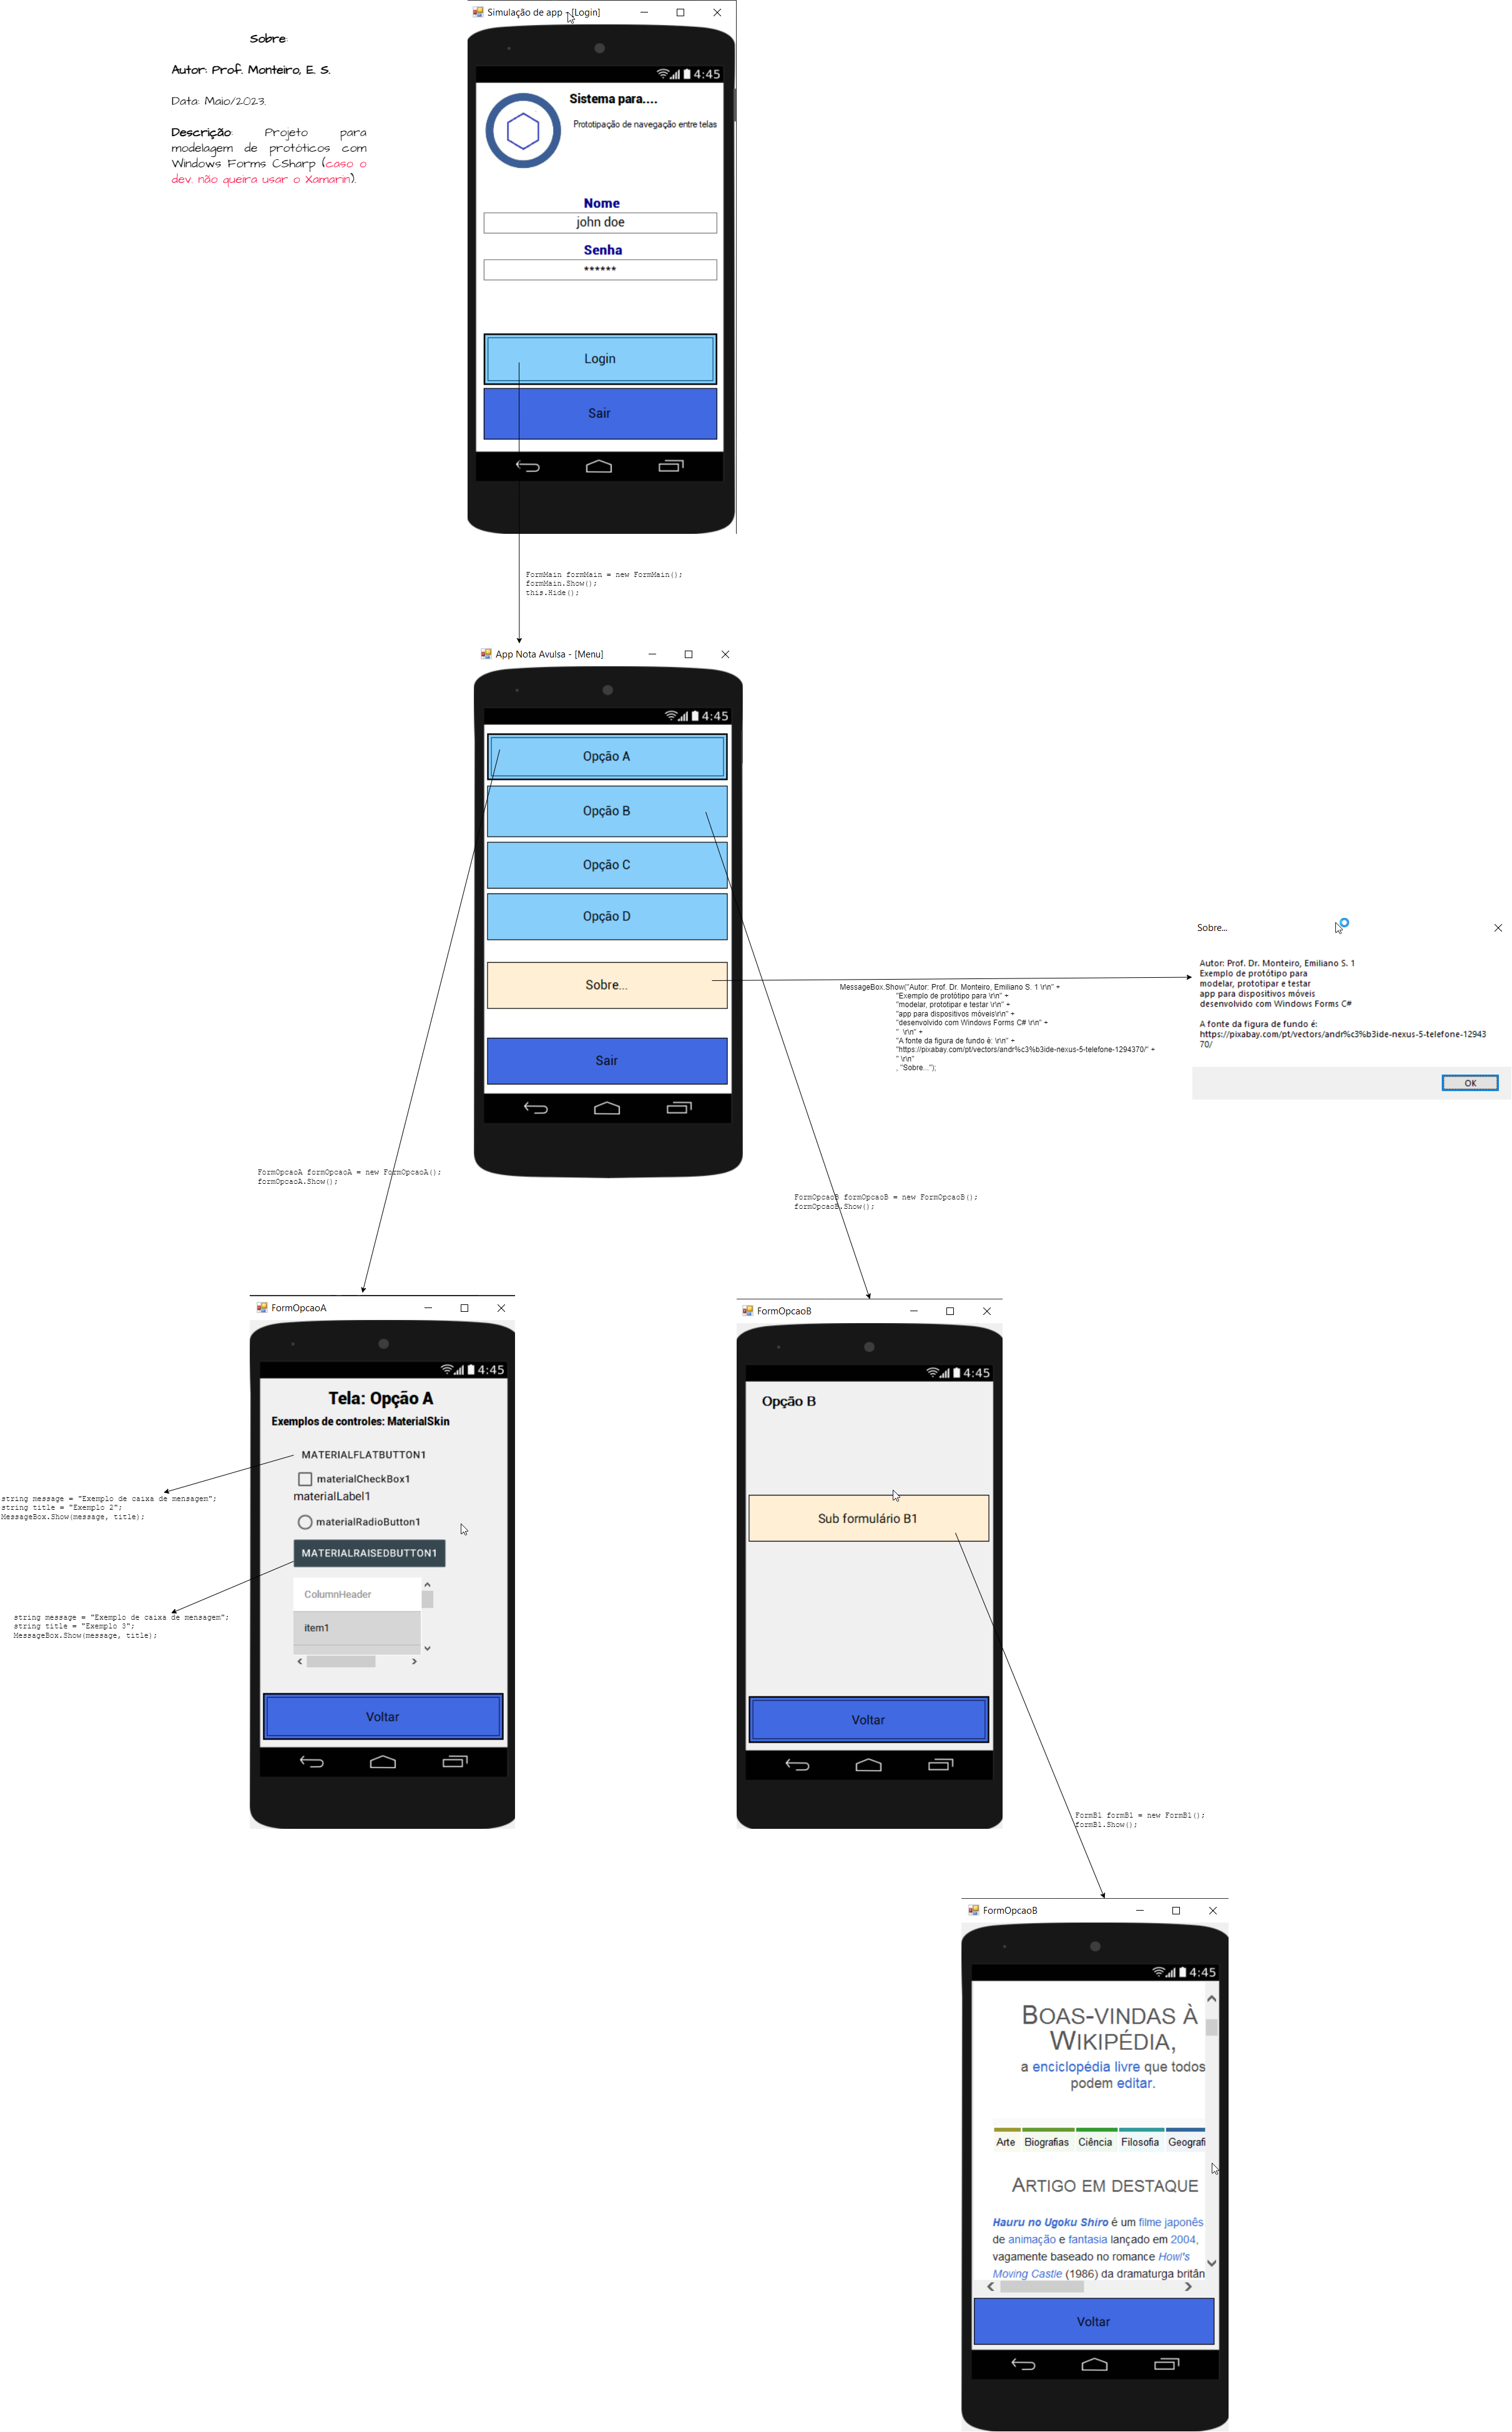 Sobre:
Autor: Prof. Monteiro, E. S.
Data: Maio/2023.
Descrição: Projeto para
modelagem de protóticos com
Windows Forms CSharp (caso o
dev. não queira usar o Xamarin).
Simulação de app - [Login]
4:45
Sistema para....
Prototipação de navegação entre telas
Nome
john doe
Senha
******
Login
Sair
FormMain formMain = new FormMain();
formMain.Show();
this.Hide();
App Nota Avulsa - [Menu]
4:45
Opção A
Opção B
Opção C
Opção D
Sobre...
Sair
MessageBox.Show("Autor: Prof. Dr. Monteiro, Emiliano S. 1 \r\n" +
"Exemplo de protótipo para \r\n" +
"modelar, prototipar e testar \r\n" +
"app para dispositivos móveis\r\n" +
"desenvolvido com Windows Forms C# \r\n" +
" \r\n" +
"A fonte da figura de fundo é: \r\n" +
"https://pixabay.com/pt/vectors/andr%c3%b3ide-nexus-5-telefone-1294370/" +
" \r\n"
, "Sobre...");
Sobre...
Autor: Prof. Dr. Monteiro, Emiliano S. 1
Exemplo de protótipo para
modelar, prototipar e testar
app para dispositivos móveis
desenvolvido com Windows Forms C#
A fonte da figura de fundo é:
https://pixabay.com/pt/vectors/andr%c3%b3ide-nexus-5-telefone-12943
70/
OK
FormOpcaoA formOpcaoA = new FormOpcaoA();
formOpcaoA.Show();
FormOpcaoB formOpcaoB = new FormOpcaoB();
formOpcaoB.Show();
FormOpcaoA
4:45
Tela: Opção A
Exemplos de controles: MaterialSkin
MATERIALFLATBUTTON1
materialCheckBox1
materialLabel1
materialRadioButton1
MATERIALRAISEDBUTTON1
ColumnHeader
item1
Voltar
string message = "Exemplo de caixa de mensagem";
string title = "Exemplo 2";
MessageBox.Show(message, title);
string message = "Exemplo de caixa de mensagem";
string title = "Exemplo 3";
MessageBox.Show(message, title);
FormOpcaoB
4:45
Opção B
Sub formulário B1
Voltar
FormB1 formB1 = new FormB1();
formB1.Show();
FormOpcaoB
4:45
BOAS-VINDAS À
WIKIPÉDIA,
a enciclopédia livre que todos
podem editar.
Arte Biografias Ciência Filosofia Geografi
ARTIGO EM DESTAQUE
Hauru no Ugoku Shiro é um filme japonês
de animação e fantasia lançado em 2004,
vagamente baseado no romance Howl's
Moving Castle (1986) da dramaturga britân
Voltar